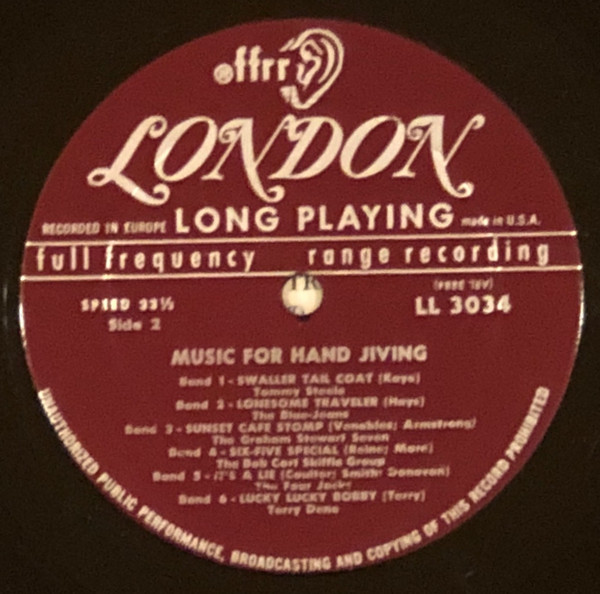 ffrr
LONDON
RECORDED IN EUROPE LONG PLAYING made in U.S.A.
full frequency range recording
SPEED 33⅓
Side 2
LL 3034
MUSIC FOR HAND JIVING
Band 1 - SWALLER TAIL COAT (Kaye)
Tommy Steele
Band 2 - LONESOME TRAVELER (Hays)
The Blue-Jeans
Band 3 - SUNSET CAFE STOMP (Venables; Armstrong)
The Graham Stewart Seven
Band 4 - SIX-FIVE SPECIAL (Raine; More)
The Bob Cort Skiffle Group
Band 5 - IT'S A LIE (Coulter; Smith; Donovan)
The Four Jacks
Band 6 - LUCKY LUCKY BOBBY (Terry)
Terry Dene
UNAUTHORIZED PUBLIC PERFORMANCE, BROADCASTING AND COPYING OF THIS RECORD PROHIBITED